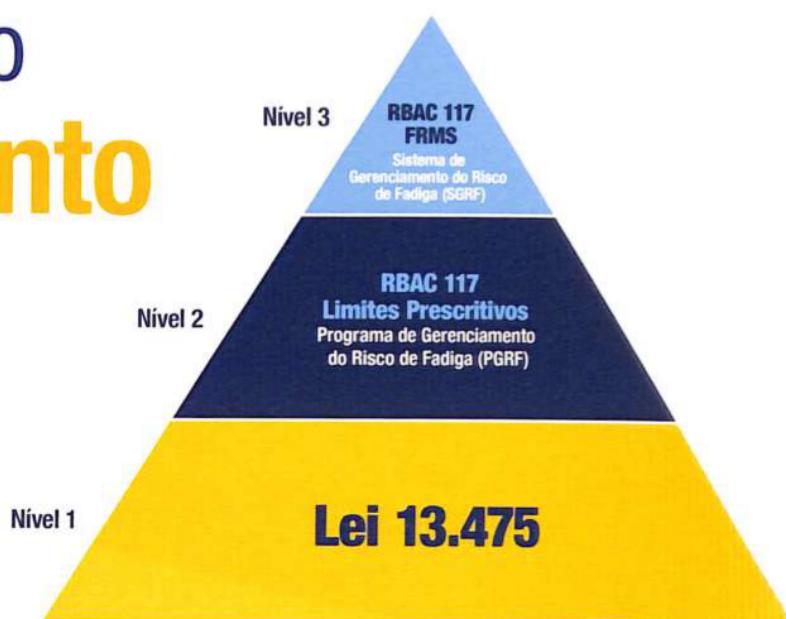 O
nto
Nível 3
RBAC 117
FRMS
Sistema de
Gerenciamento do Risco
de Fadiga (SGRF)
Nível 2
RBAC 117
Limites Prescritivos
Programa de Gerenciamento
do Risco de Fadiga (PGRF)
Nível 1
Lei 13.475